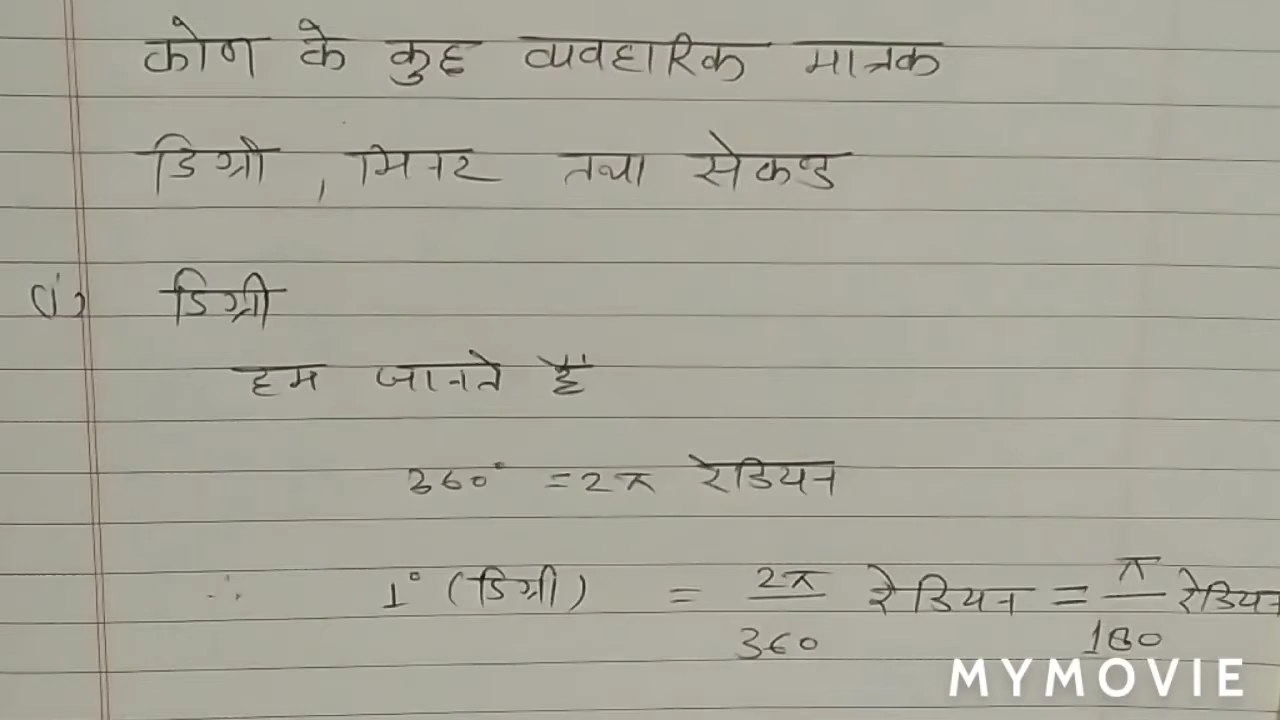 कोण के कुछ व्यवहारिक मात्रक
डिग्री, मिनट तथा सेकण्ड
(i) डिग्री
हम जानते हैं
360° = 2π रेडियन
∴ 1° (डिग्री) = 2π/360 रेडियन = π/180 रेडियन
MYMOVIE